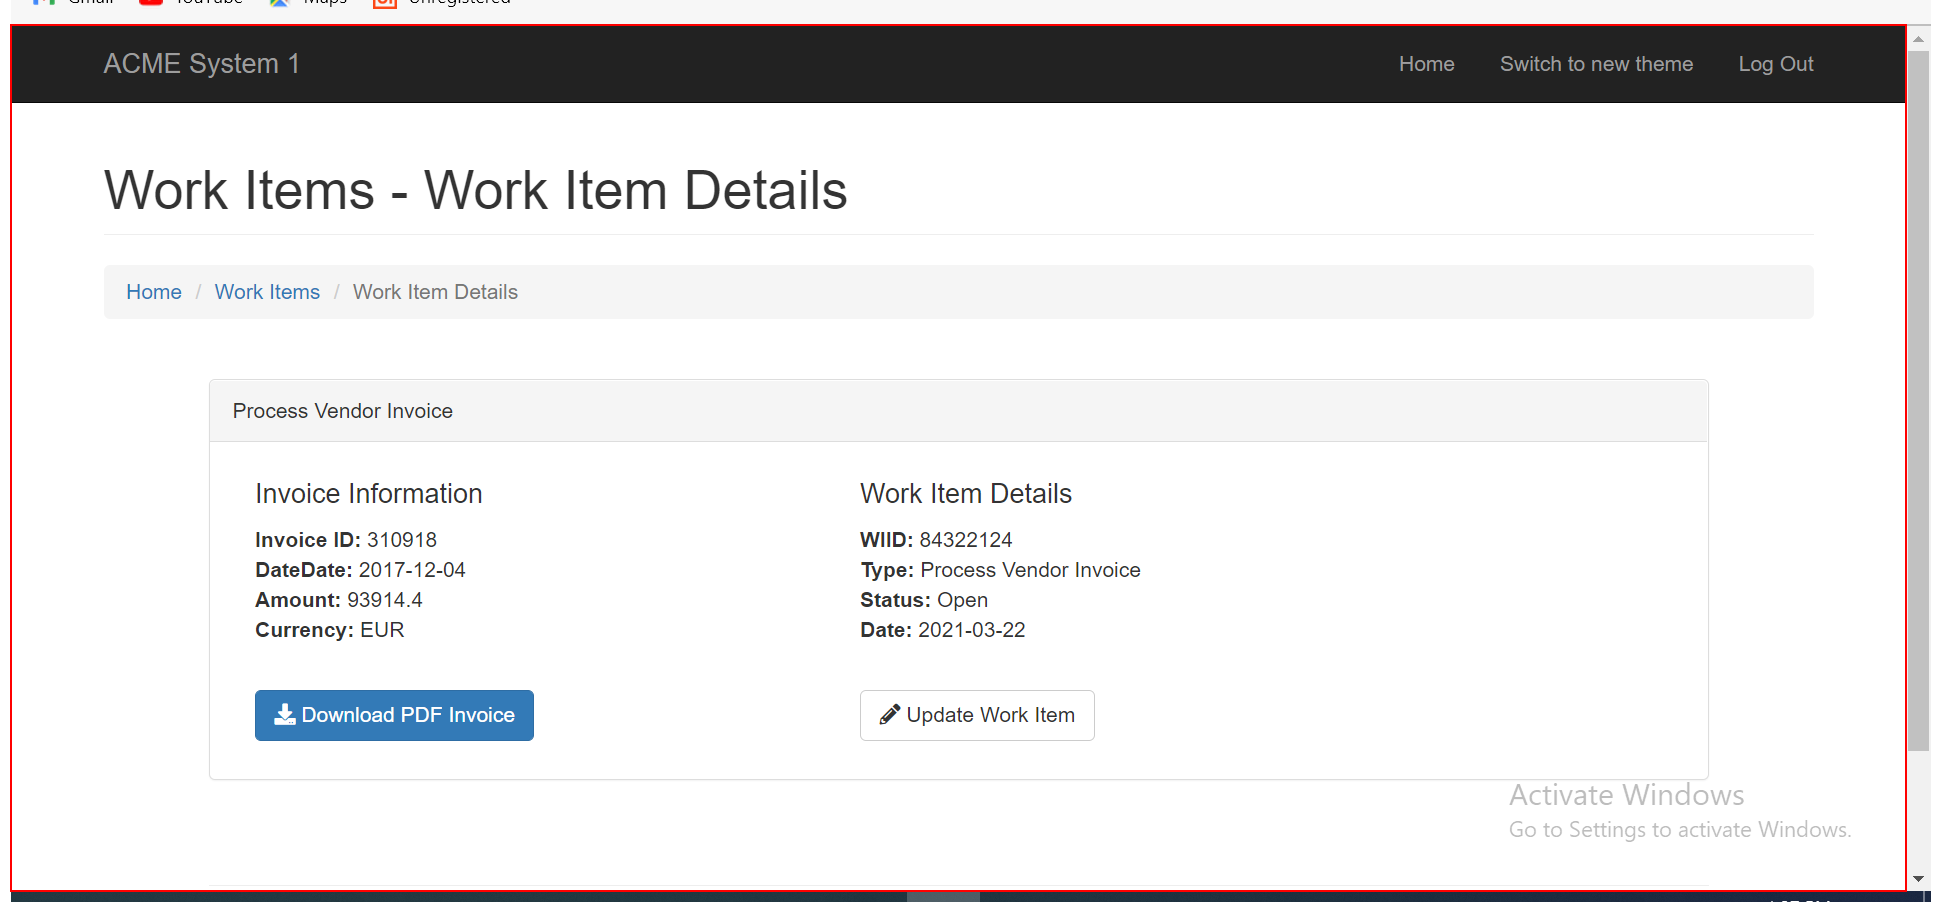 Gmail YouTube Maps Unregistered
ACME System 1 Home Switch to new theme Log Out
Work Items - Work Item Details
Home / Work Items / Work Item Details
Process Vendor Invoice
Invoice Information
Invoice ID: 310918
DateDate: 2017-12-04
Amount: 93914.4
Currency: EUR
Download PDF Invoice
Work Item Details
WIID: 84322124
Type: Process Vendor Invoice
Status: Open
Date: 2021-03-22
Update Work Item
Activate Windows
Go to Settings to activate Windows.